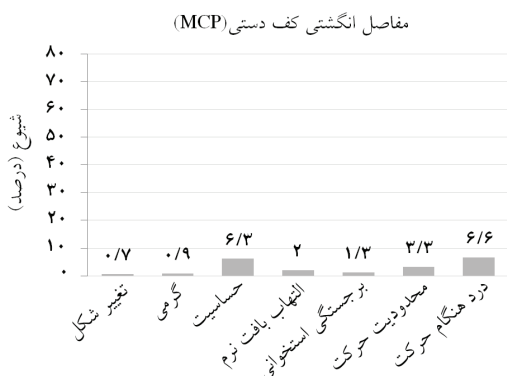 مفاصل انگشتی کف دستی(MCP)
شیوع (درصد)
۸۰
۷۰
۶۰
۵۰
۴۰
۳۰
۲۰
۱۰
۰
۰/۷
۰/۹
۶/۳
۲
۱/۳
۳/۳
۶/۶
تغییر شکل
گرمی
حساسیت
التهاب بافت نرم
برجستگی استخوانی
محدودیت حرکت
درد هنگام حرکت